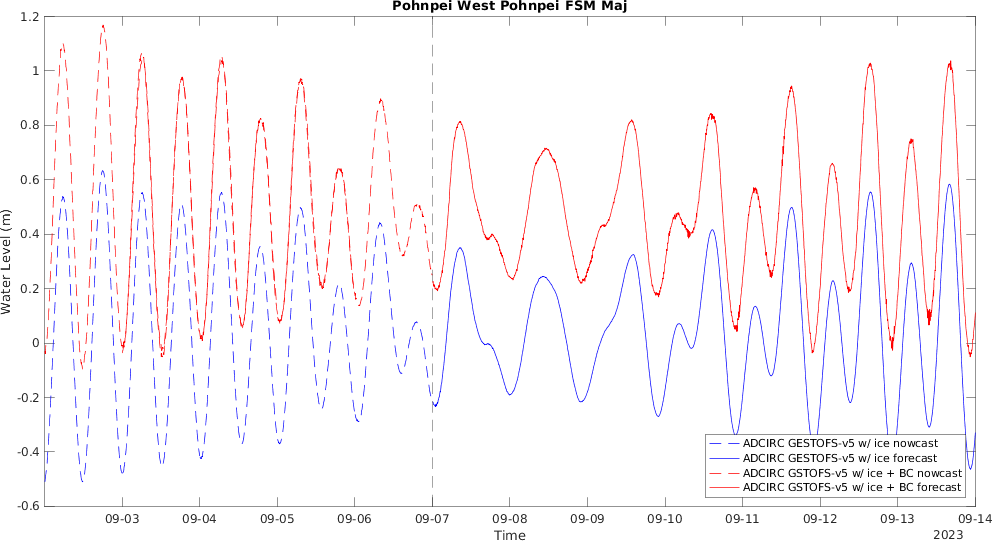 Pohnpei West Pohnpei FSM Maj
1.2
1
0.8
0.6
0.4
0.2
0
-0.2
-0.4
-0.6
Water Level (m)
ADCIRC GESTOFS-v5 w/ ice nowcast
ADCIRC GESTOFS-v5 w/ ice forecast
ADCIRC GSTOFS-v5 w/ ice + BC nowcast
ADCIRC GSTOFS-v5 w/ ice + BC forecast
09-03 09-04 09-05 09-06 09-07 09-08 09-09 09-10 09-11 09-12 09-13 09-14
Time
2023